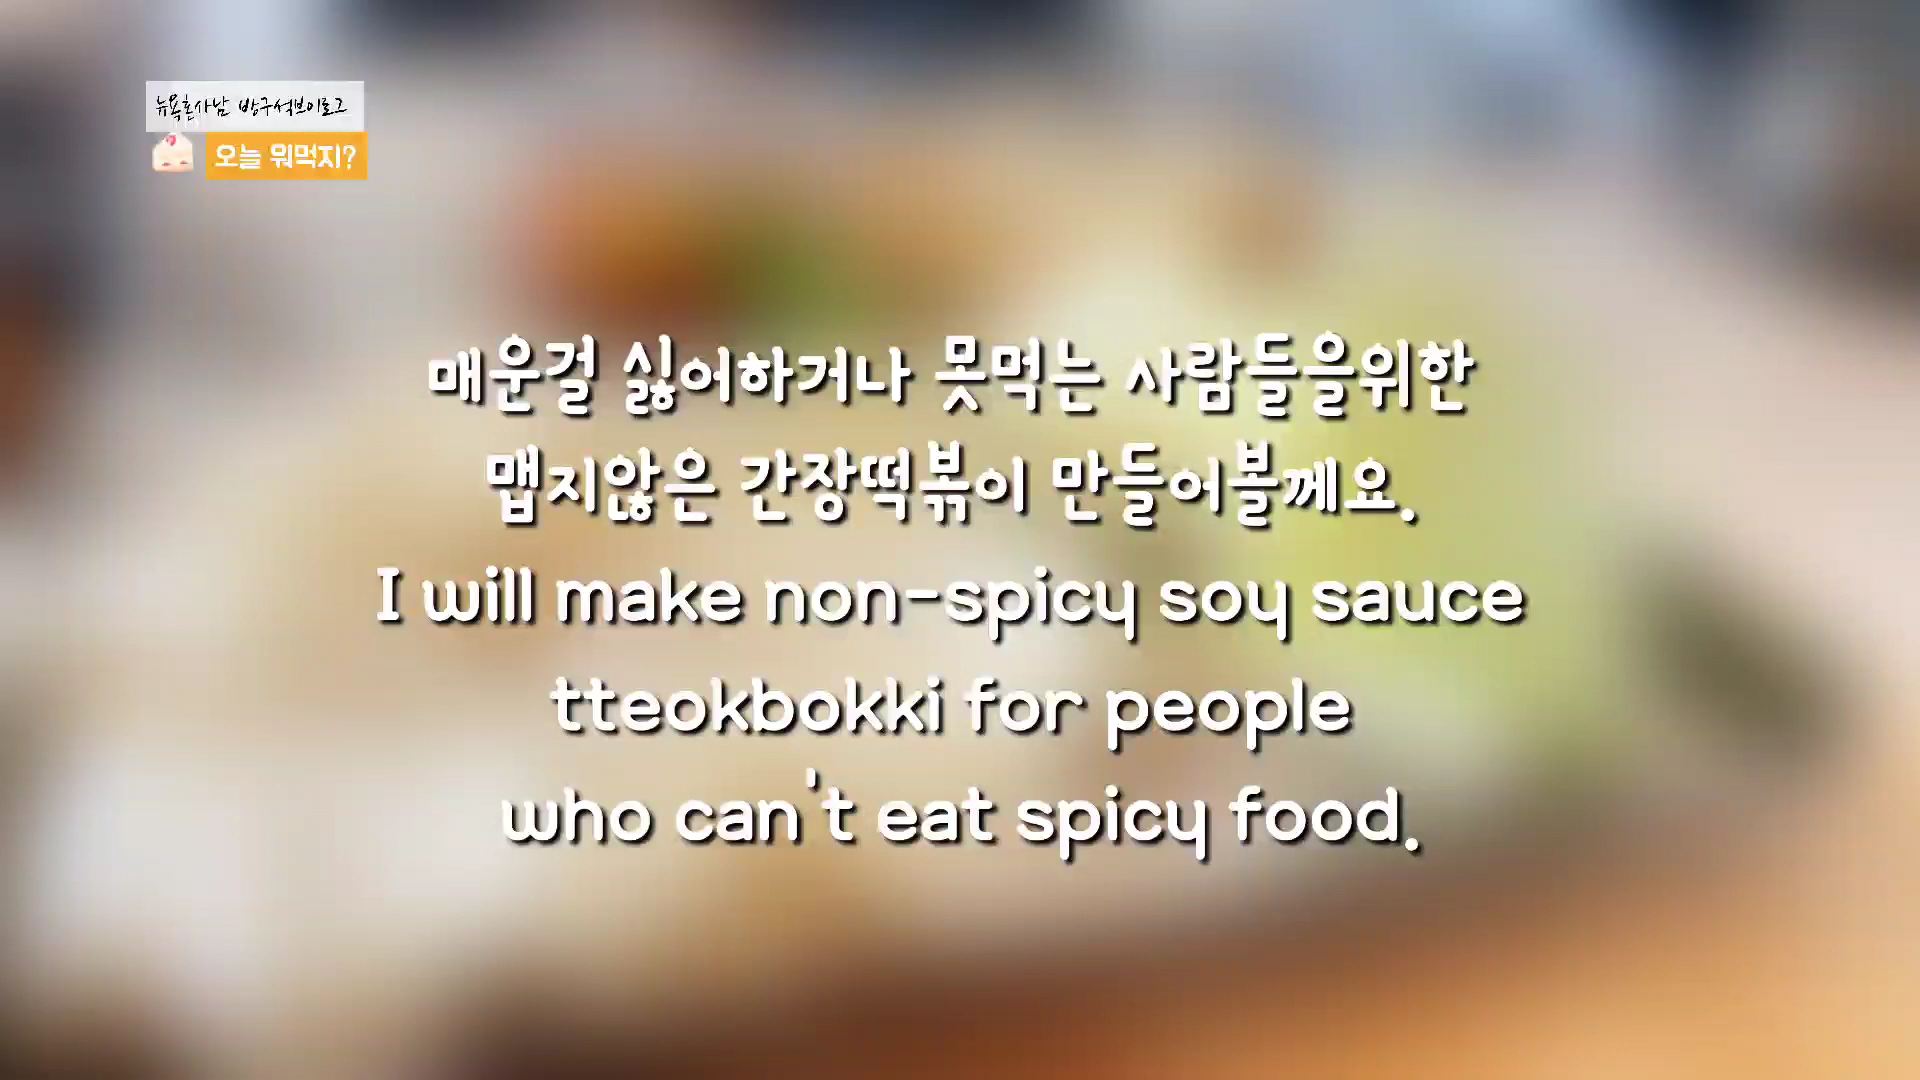 뉴욕혼사남 방구석브이로그
오늘 뭐먹지?
매운걸 싫어하거나 못먹는 사람들을위한
맵지않은 간장떡볶이 만들어볼께요.
I will make non-spicy soy sauce
tteokbokki for people
who can't eat spicy food.